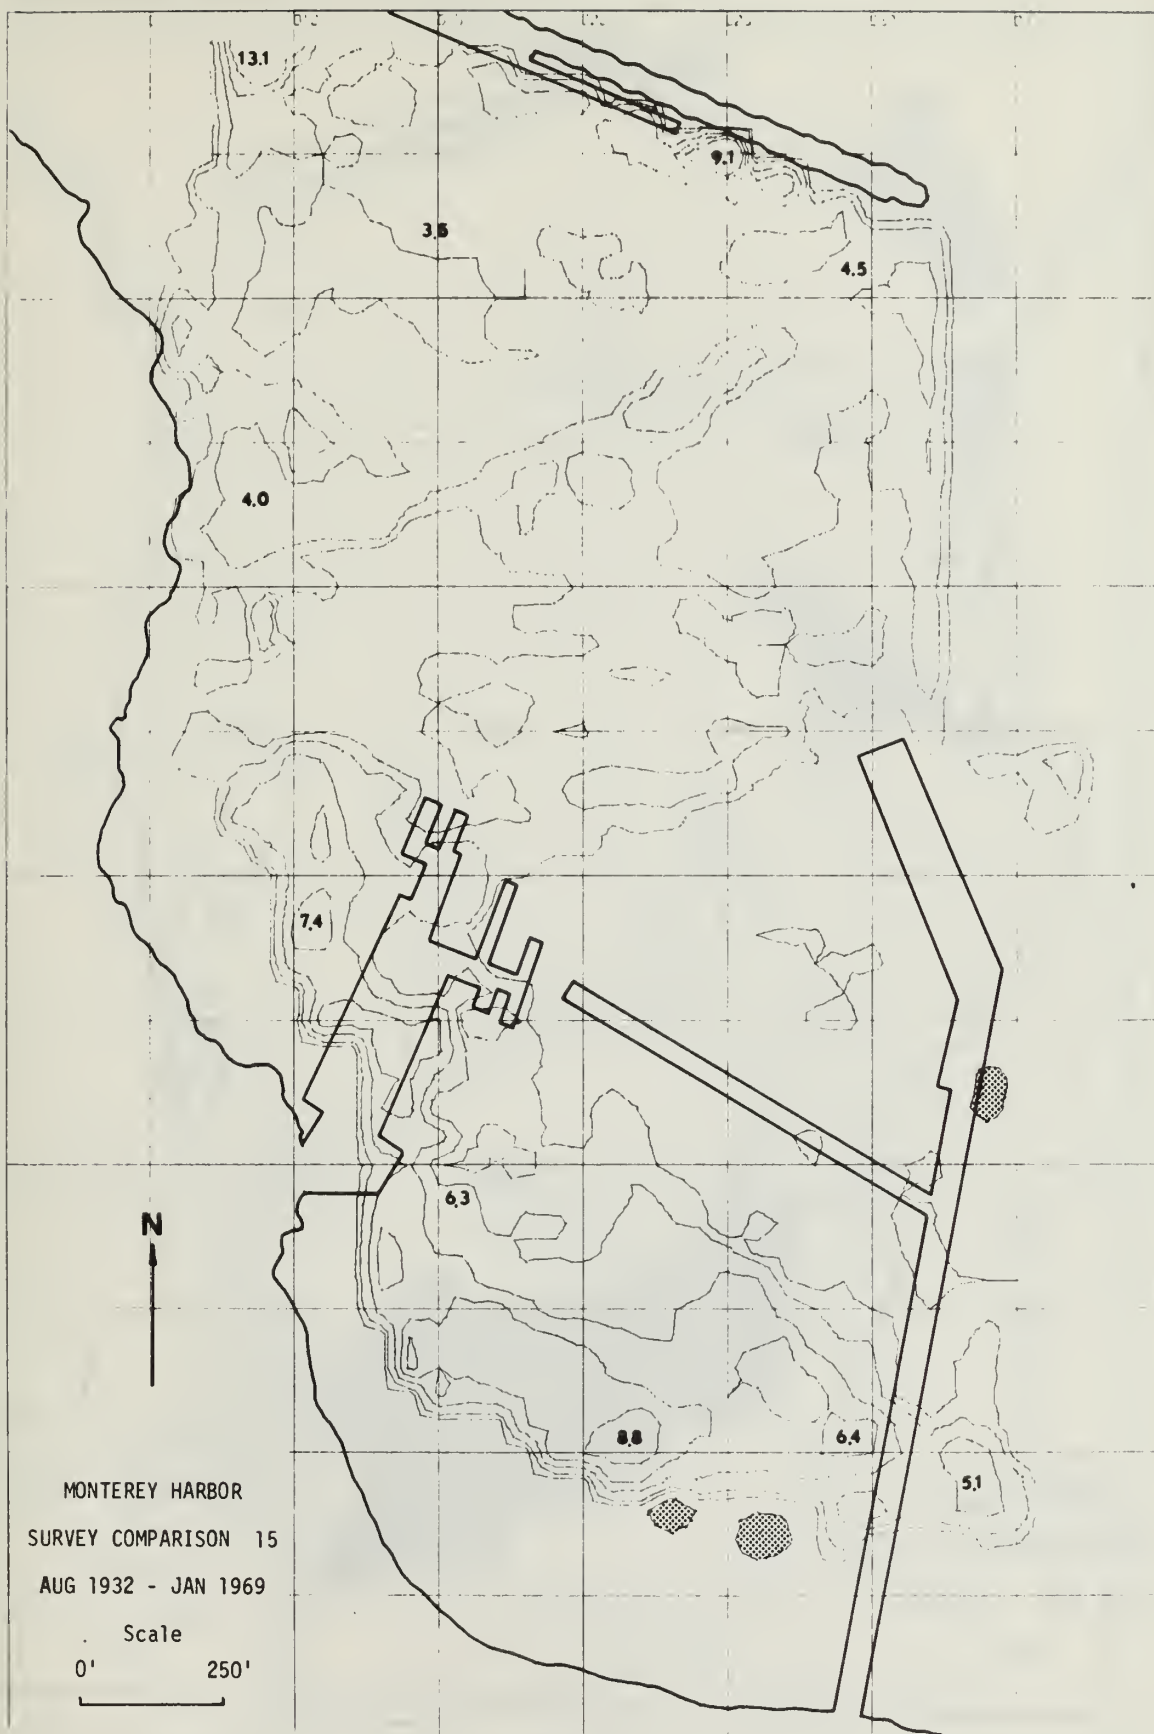 13.1
9.1
3.6
4.5
4.0
7.4
6.3
N
8.8
6.4
5.1
MONTEREY HARBOR
SURVEY COMPARISON 15
AUG 1932 - JAN 1969
Scale
0' 250'